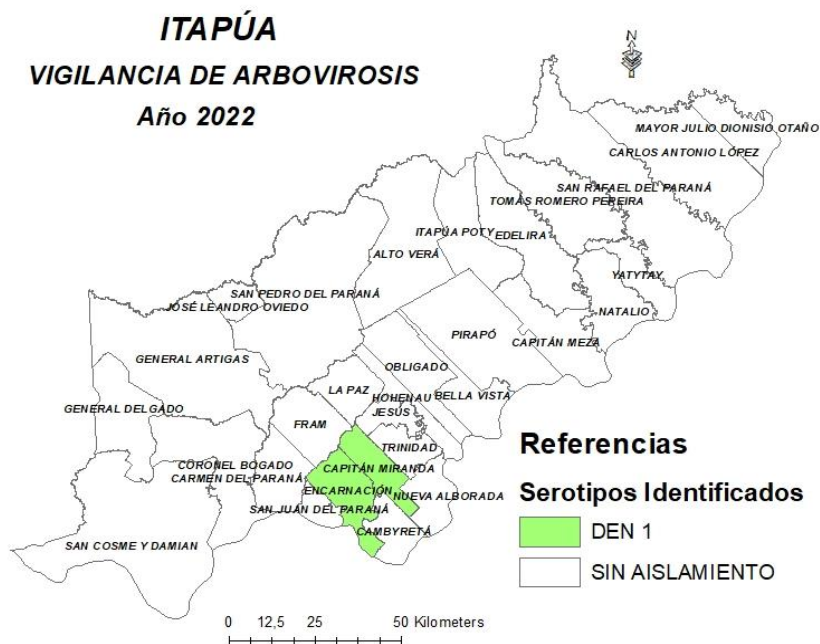 ITAPÚA
VIGILANCIA DE ARBOVIROSIS
Año 2022
N
MAYOR JULIO DIONISIO OTAÑO
CARLOS ANTONIO LÓPEZ
SAN RAFAEL DEL PARANÁ
TOMÁS ROMERO PEREIRA
ITAPÚA POTY
EDELIRA
ALTO VERÁ
YATYTAY
SAN PEDRO DEL PARANÁ
JOSÉ LEANDRO OVIEDO
NATALIO
PIRAPÓ
CAPITÁN MEZA
GENERAL ARTIGAS
OBLIGADO
LA PAZ
HOHENAU
BELLA VISTA
JESÚS
GENERAL DELGADO
FRAM
TRINIDAD
CORONEL BOGADO
CAPITÁN MIRANDA
CARMEN DEL PARANÁ
ENCARNACIÓN
NUEVA ALBORADA
SAN JUAN DEL PARANÁ
CAMBYRETÁ
SAN COSME Y DAMIAN
Referencias
Serotipos Identificados
DEN 1
SIN AISLAMIENTO
0 12,5 25 50 Kilometers